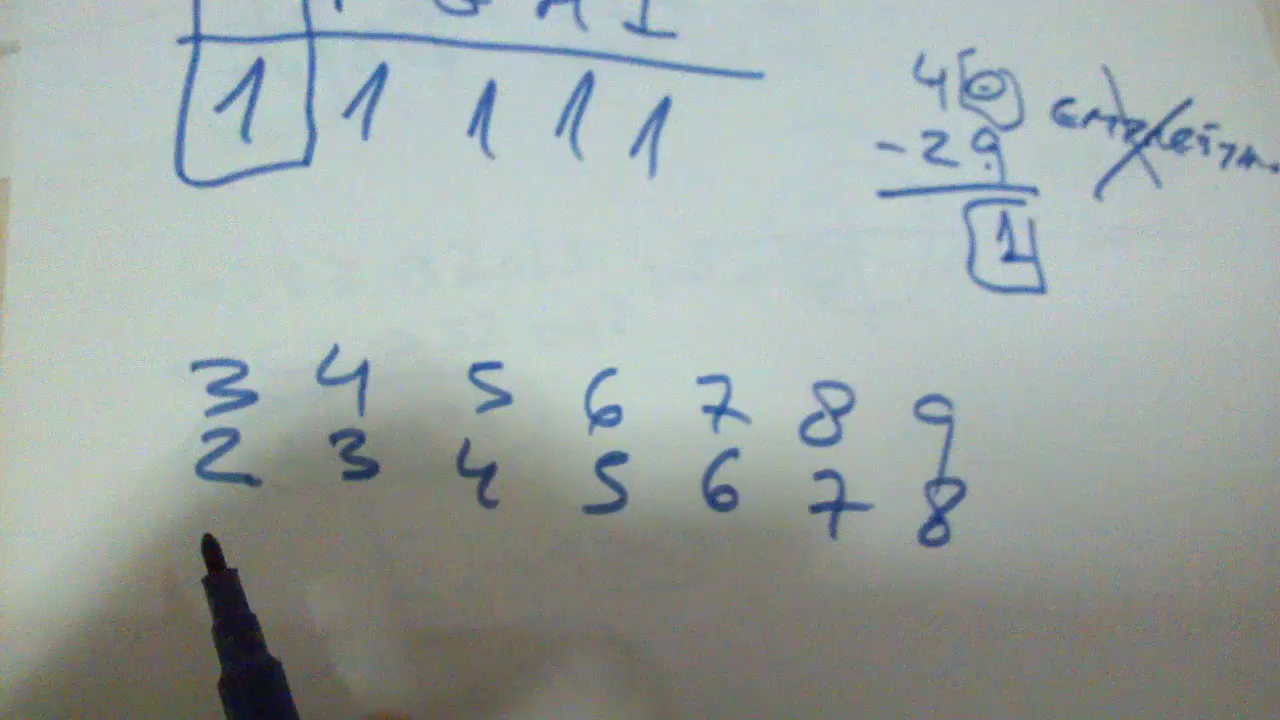 1 1 1 1 1
40
- 29
1
3 4 5 6 7 8 9
2 3 4 5 6 7 8